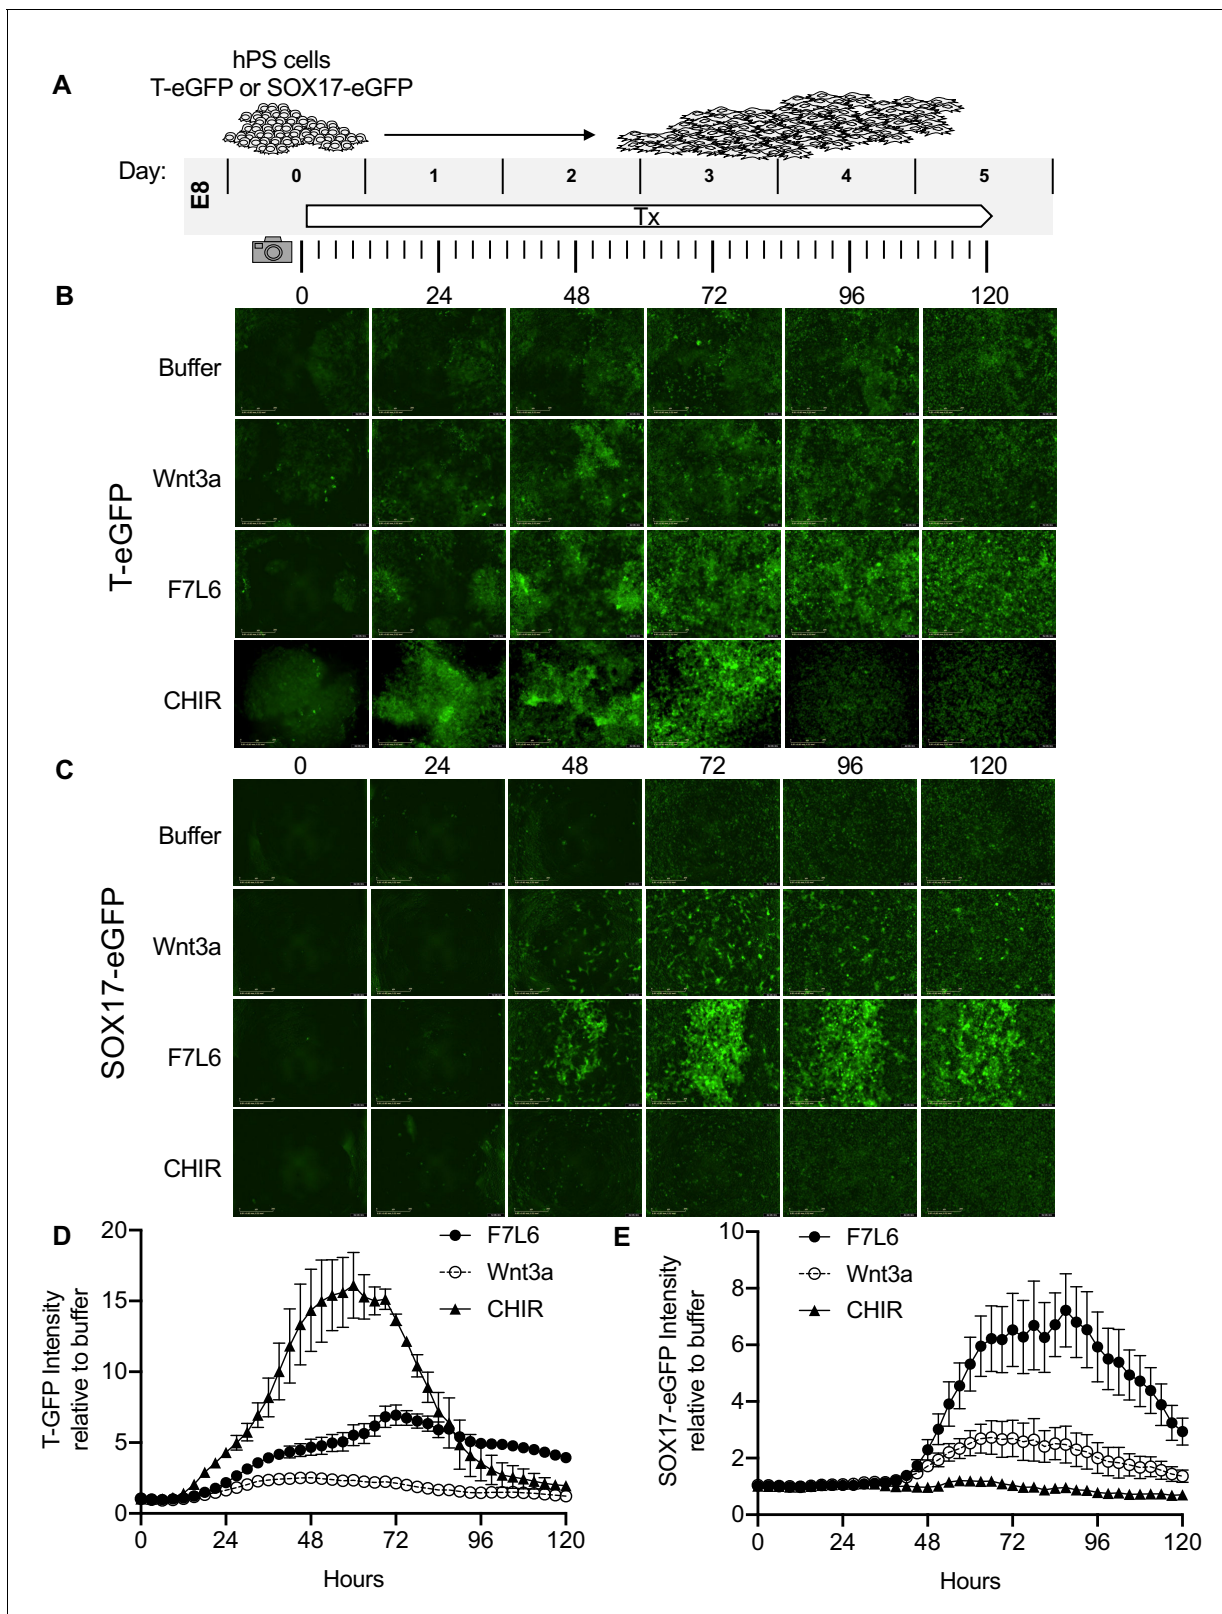 A
hPS cells
T-eGFP or SOX17-eGFP
Day:
E8
0 1 2 3 4 5
Tx
0 24 48 72 96 120
B
T-eGFP
Buffer
Wnt3a
F7L6
CHIR
C
0 24 48 72 96 120
SOX17-eGFP
Buffer
Wnt3a
F7L6
CHIR
D
T-GFP Intensity
relative to buffer
20
15
10
5
0
F7L6
Wnt3a
CHIR
0 24 48 72 96 120
Hours
E
SOX17-eGFP Intensity
relative to buffer
10
8
6
4
2
0
F7L6
Wnt3a
CHIR
0 24 48 72 96 120
Hours